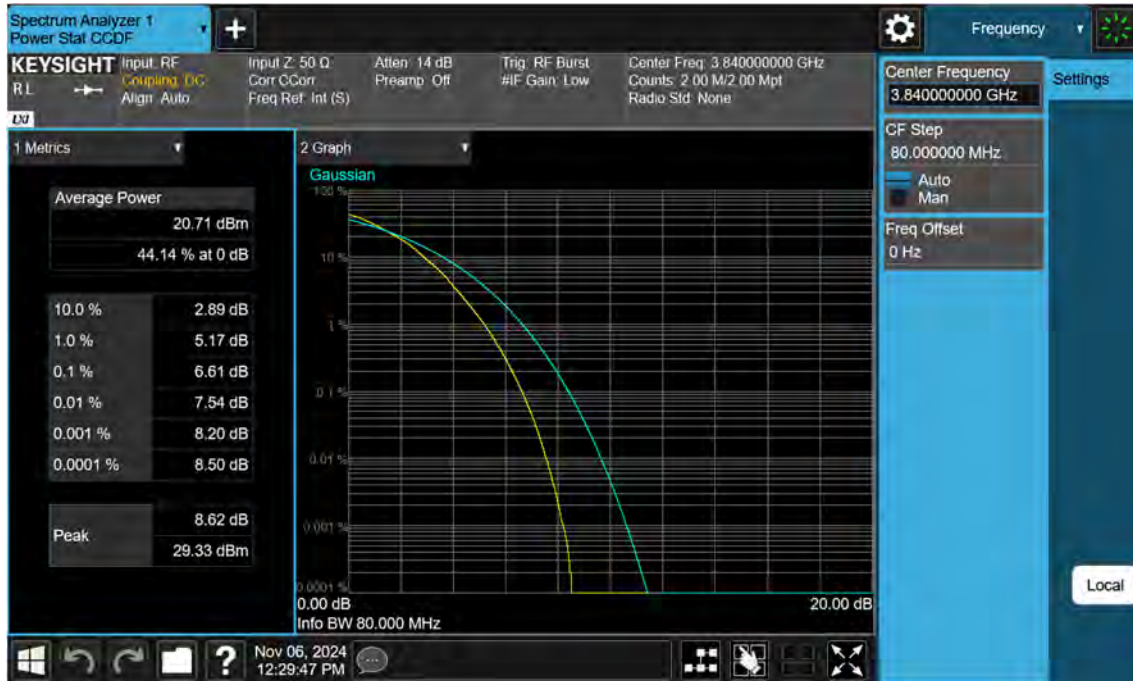 Spectrum Analyzer 1
Power Stat CCDF
+
Frequency
KEYSIGHT
Input: RF
Input Z: 50 Ω
Atten: 14 dB
Trig: RF Burst
Center Freq: 3.840000000 GHz
RL
Coupling: DC
Corr CCorr
Preamp: Off
#IF Gain: Low
Counts: 2.00 M/2.00 Mpt
Align: Auto
Freq Ref: Int (S)
Radio Std: None
LXI
Center Frequency
3.840000000 GHz
Settings
CF Step
80.000000 MHz
Auto
Man
Freq Offset
0 Hz
1 Metrics
Average Power
20.71 dBm
44.14 % at 0 dB
10.0 % 2.89 dB
1.0 % 5.17 dB
0.1 % 6.61 dB
0.01 % 7.54 dB
0.001 % 8.20 dB
0.0001 % 8.50 dB
Peak
8.62 dB
29.33 dBm
2 Graph
Gaussian
100 %
10 %
1 %
0.1 %
0.01 %
0.001 %
0.0001 %
0.00 dB 20.00 dB
Info BW 80.000 MHz
Local
?
Nov 06, 2024
12:29:47 PM